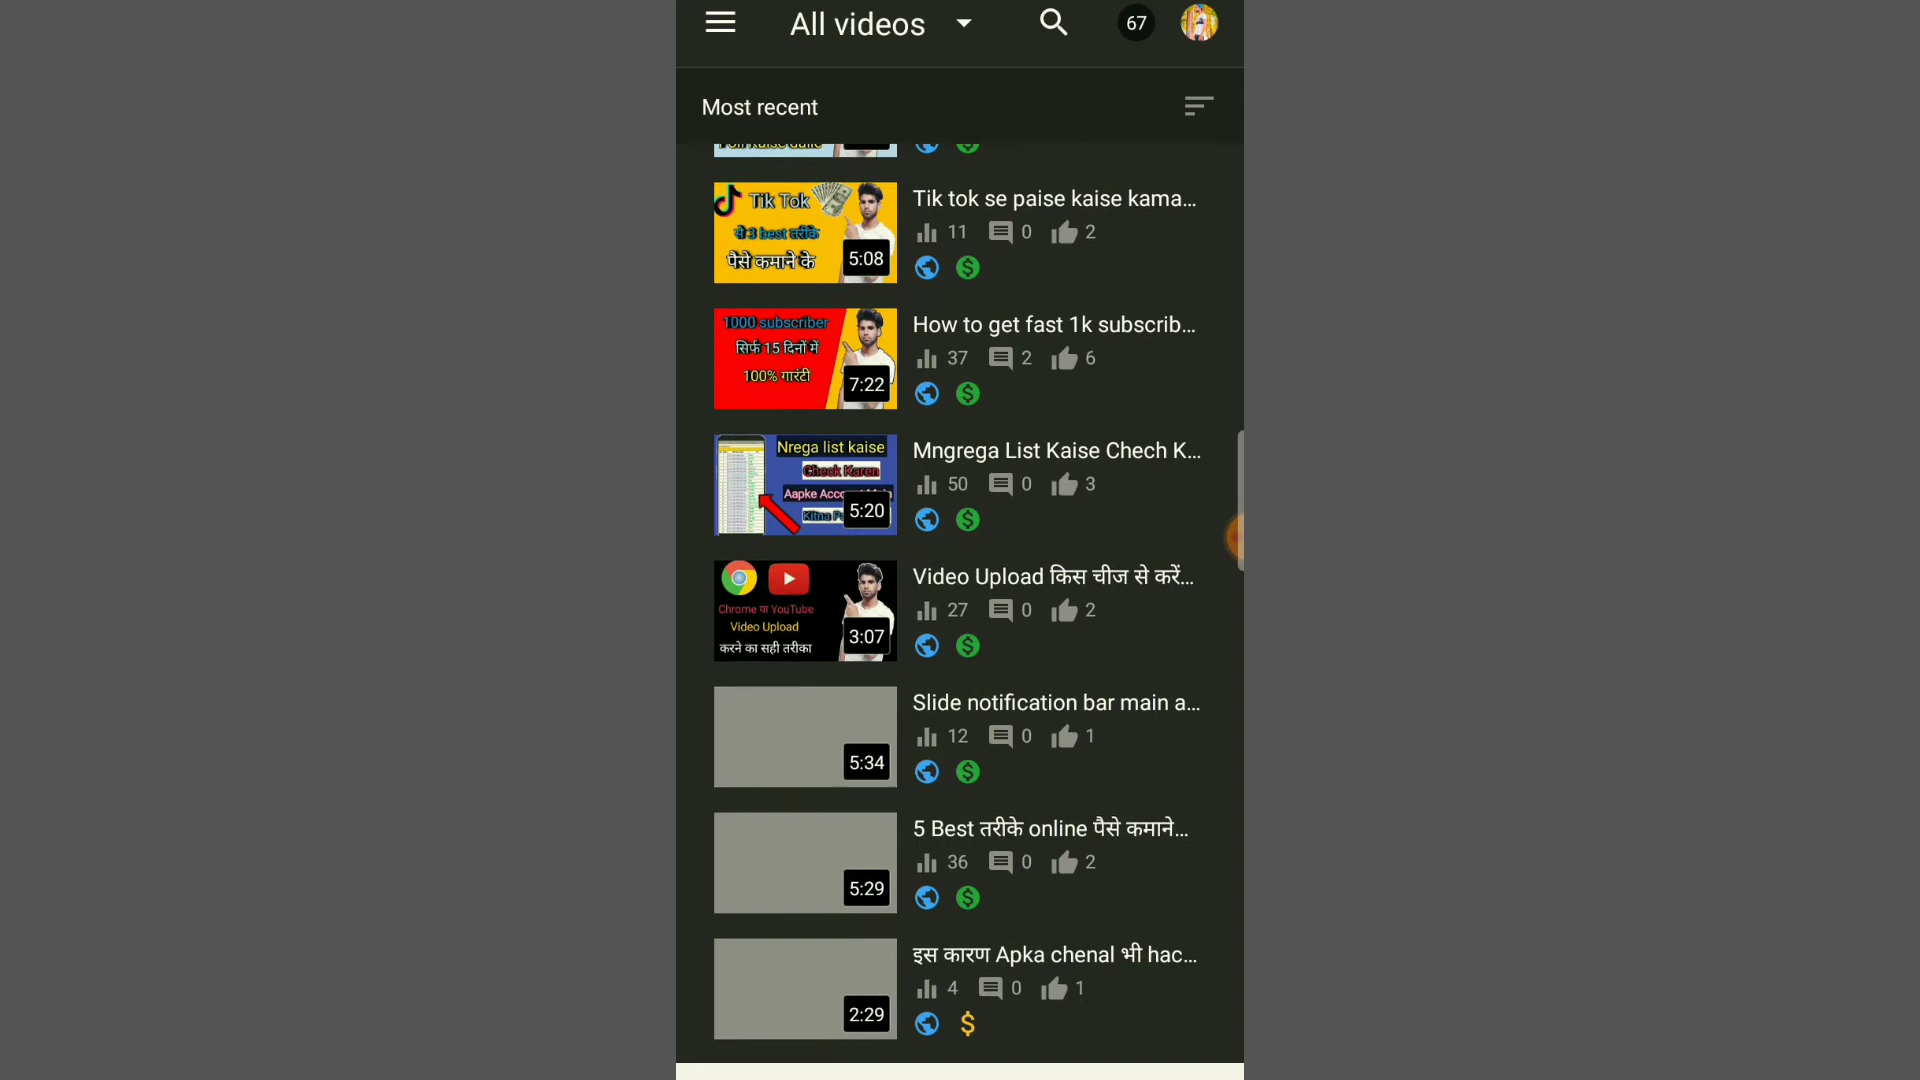 All videos
67
Most recent
Tik Tok
से 3 best तरीके
पैसे कमाने के
5:08
Tik tok se paise kaise kama...
11 0 2
1000 subscriber
सिर्फ 15 दिनों में
100% गारंटी
7:22
How to get fast 1k subscrib...
37 2 6
Nrega list kaise
Check Karen
Aapke
Kitna
5:20
Mngrega List Kaise Chech K...
50 0 3
Chrome या YouTube
Video Upload
करने का सही तरीका
3:07
Video Upload किस चीज से करें...
27 0 2
5:34
Slide notification bar main a...
12 0 1
5:29
5 Best तरीके online पैसे कमाने...
36 0 2
2:29
इस कारण Apka chenal भी hac...
4 0 1